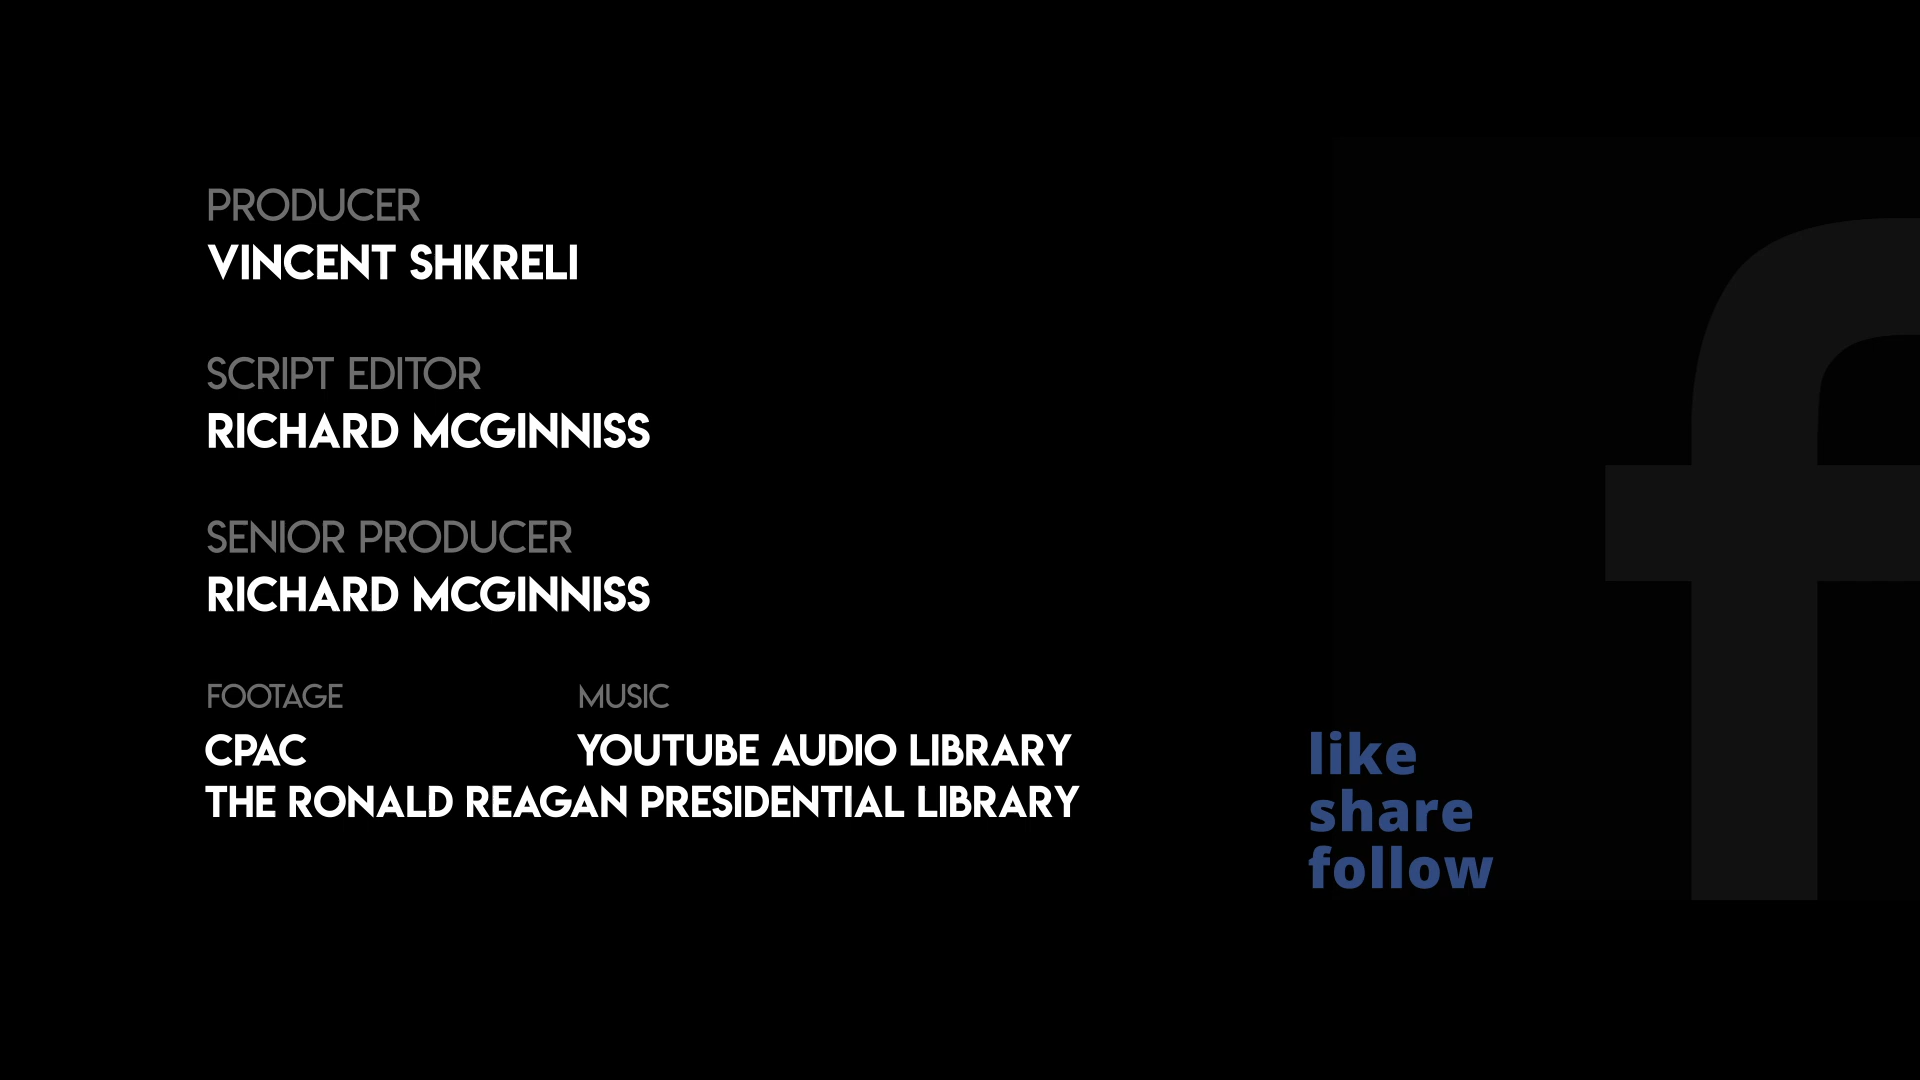 PRODUCER
VINCENT SHKRELI
SCRIPT EDITOR
RICHARD MCGINNISS
SENIOR PRODUCER
RICHARD MCGINNISS
FOOTAGE
CPAC
THE RONALD REAGAN PRESIDENTIAL LIBRARY
MUSIC
YOUTUBE AUDIO LIBRARY
like
share
follow
f